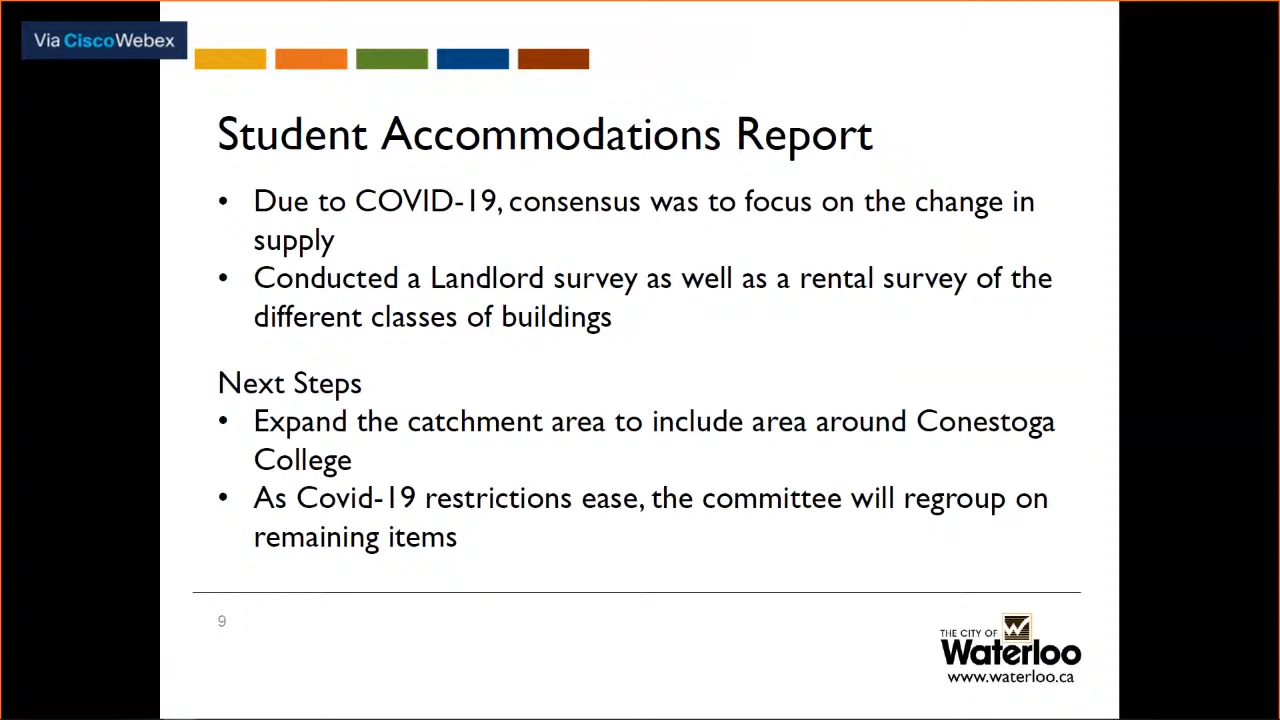 Via CiscoWebex
Student Accommodations Report
• Due to COVID-19, consensus was to focus on the change in
supply
• Conducted a Landlord survey as well as a rental survey of the
different classes of buildings
Next Steps
• Expand the catchment area to include area around Conestoga
College
• As Covid-19 restrictions ease, the committee will regroup on
remaining items
9
THE CITY OF
Waterloo
www.waterloo.ca